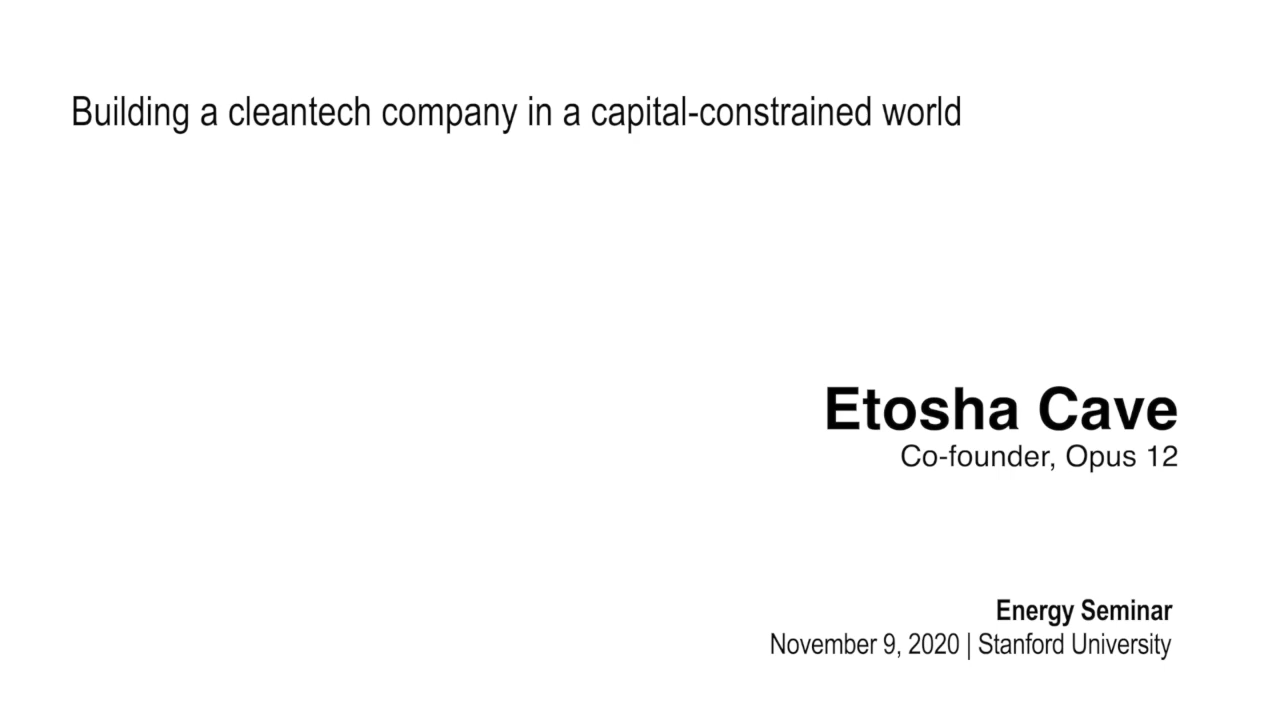 Building a cleantech company in a capital-constrained world
Etosha Cave
Co-founder, Opus 12
Energy Seminar
November 9, 2020 | Stanford University